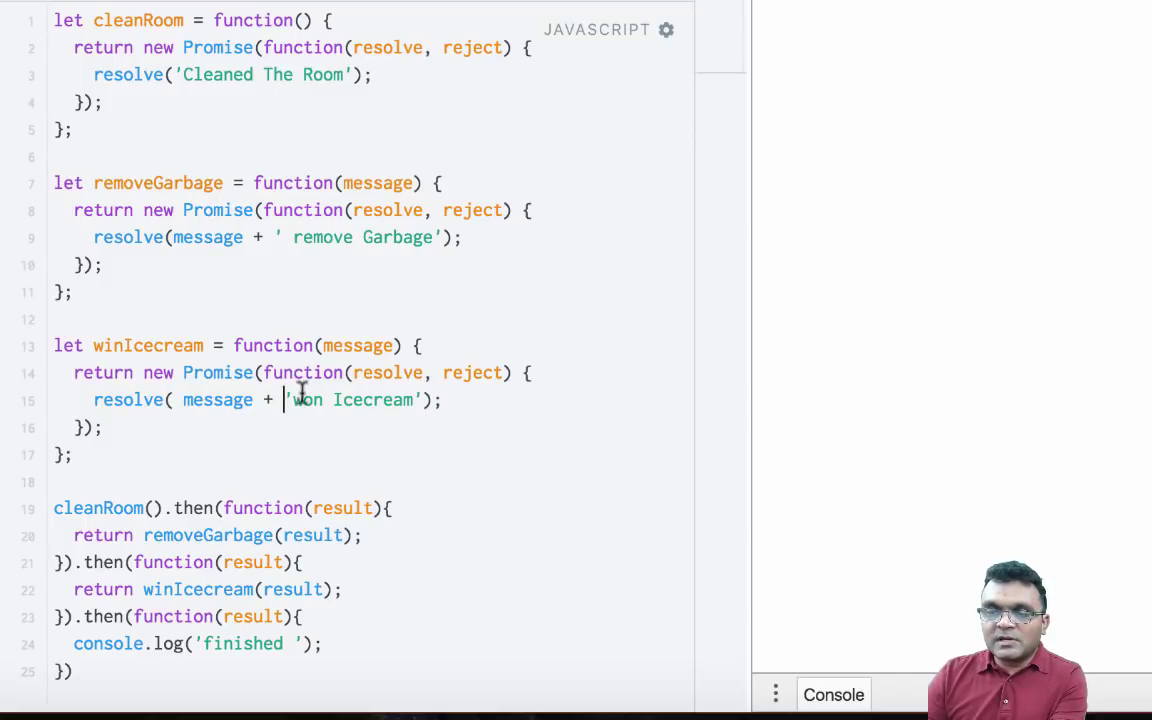 JAVASCRIPT
1 let cleanRoom = function() {
2 return new Promise(function(resolve, reject) {
3 resolve('Cleaned The Room');
4 });
5 };
6
7 let removeGarbage = function(message) {
8 return new Promise(function(resolve, reject) {
9 resolve(message + ' remove Garbage');
10 });
11 };
12
13 let winIcecream = function(message) {
14 return new Promise(function(resolve, reject) {
15 resolve( message + 'won Icecream');
16 });
17 };
18
19 cleanRoom().then(function(result){
20 return removeGarbage(result);
21 }).then(function(result){
22 return winIcecream(result);
23 }).then(function(result){
24 console.log('finished ');
25 })
Console